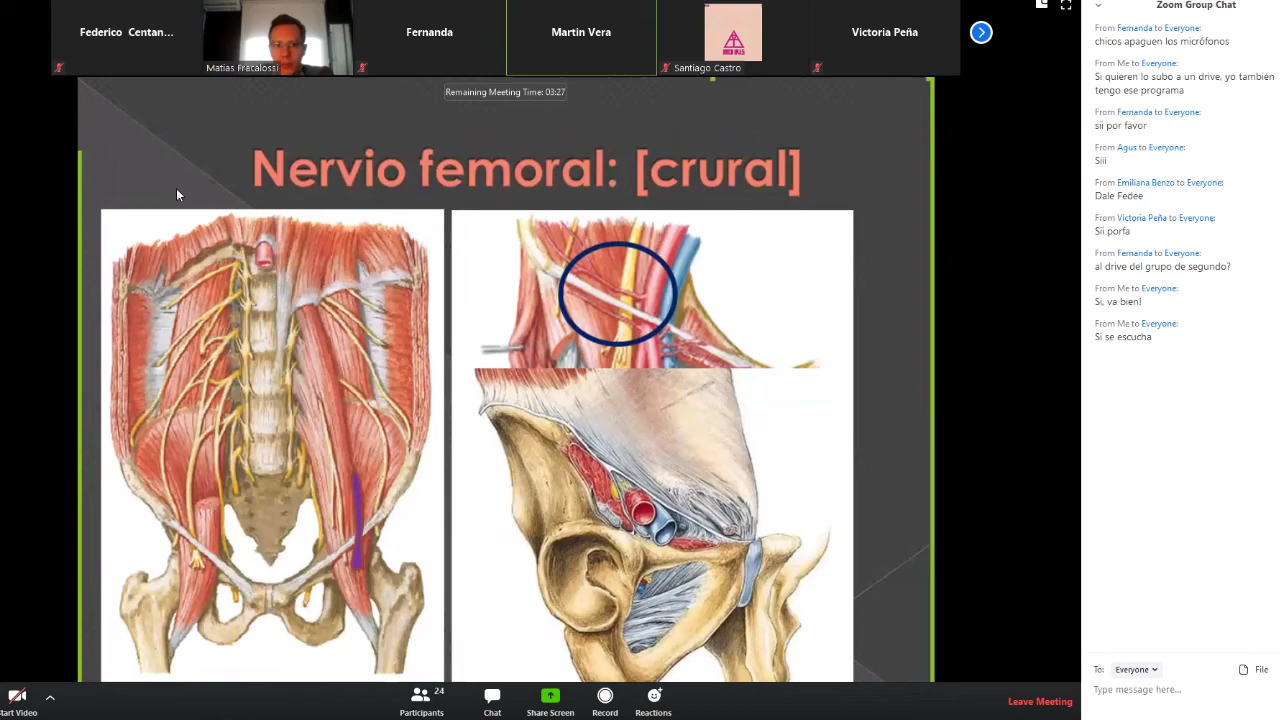 Federico Centan...
Matias Fracalossi
Fernanda
Martin Vera
Santiago Castro
Victoria Peña
Remaining Meeting Time: 03:27
Nervio femoral: [crural]
Zoom Group Chat
From Fernanda to Everyone:
chicos apaguen los micrófonos
From Me to Everyone:
Si quieren lo subo a un drive, yo también
tengo ese programa
From Fernanda to Everyone:
sii por favor
From Agus to Everyone:
Siii
From Emiliana Benzo to Everyone:
Dale Fedee
From Victoria Peña to Everyone:
Sii porfa
From Fernanda to Everyone:
al drive del grupo de segundo?
From Me to Everyone:
Si, va bien!
From Me to Everyone:
Si se escucha
To: Everyone
File
Type message here...
tart Video
24
Participants
Chat
Share Screen
Record
Reactions
Leave Meeting